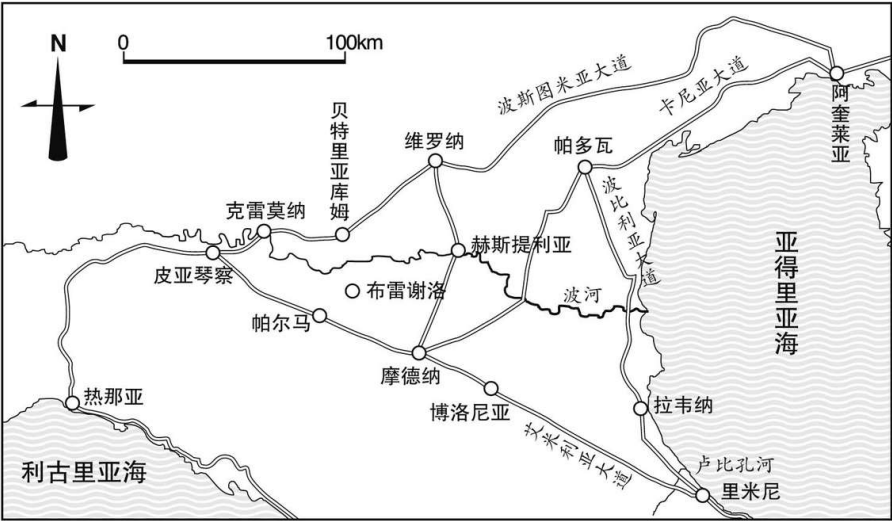 N
0 100km
波斯图米亚大道
卡尼亚大道
阿奎莱亚
贝特里亚库姆
维罗纳
帕多瓦
波比利亚大道
克雷莫纳
赫斯提利亚
皮亚琴察
布雷谢洛
波河
亚得里亚海
帕尔马
摩德纳
热那亚
博洛尼亚
拉韦纳
艾米利亚大道
卢比孔河
利古里亚海
里米尼